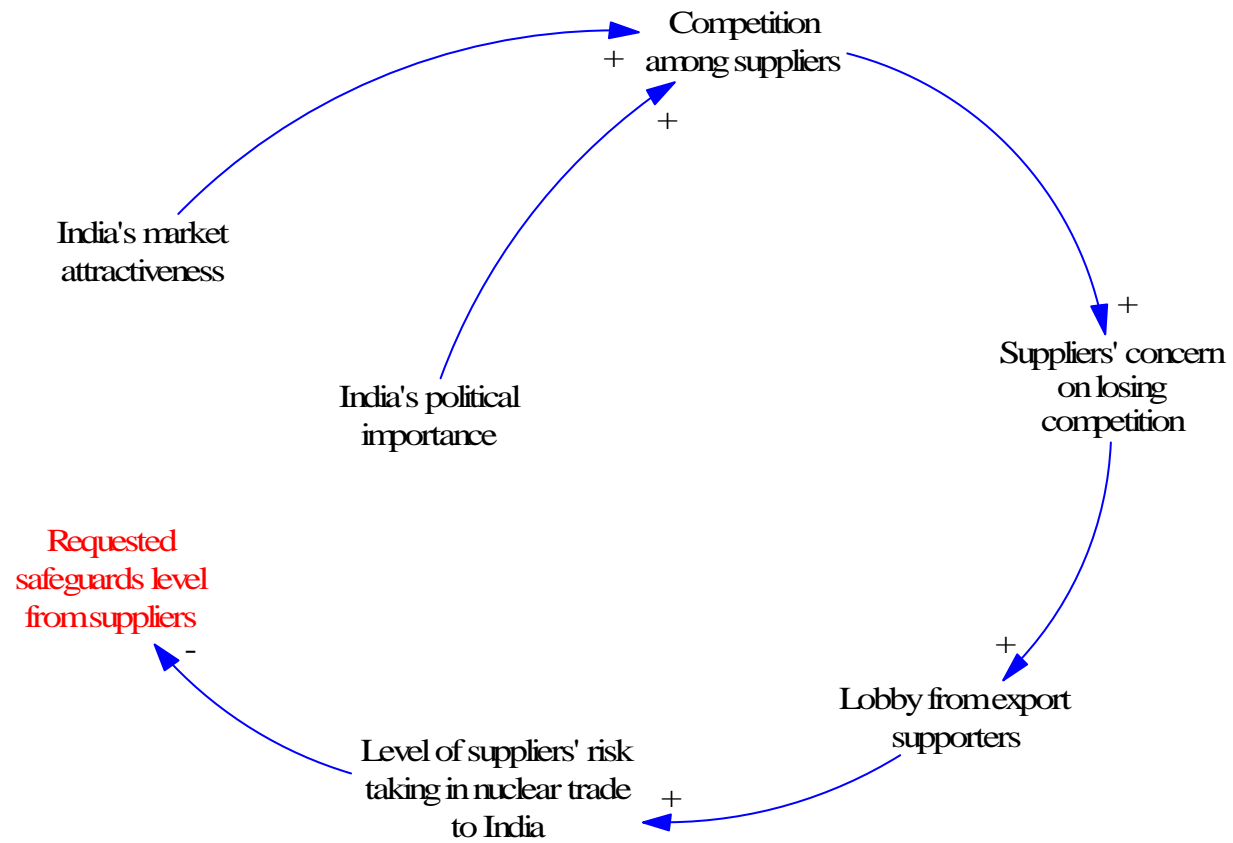 Competition
among suppliers
+
+
India's market
attractiveness
+
Suppliers' concern
on losing
competition
India's political
importance
Requested
safeguards level
from suppliers
-
+
Lobby from export
supporters
Level of suppliers' risk
taking in nuclear trade
to India
+